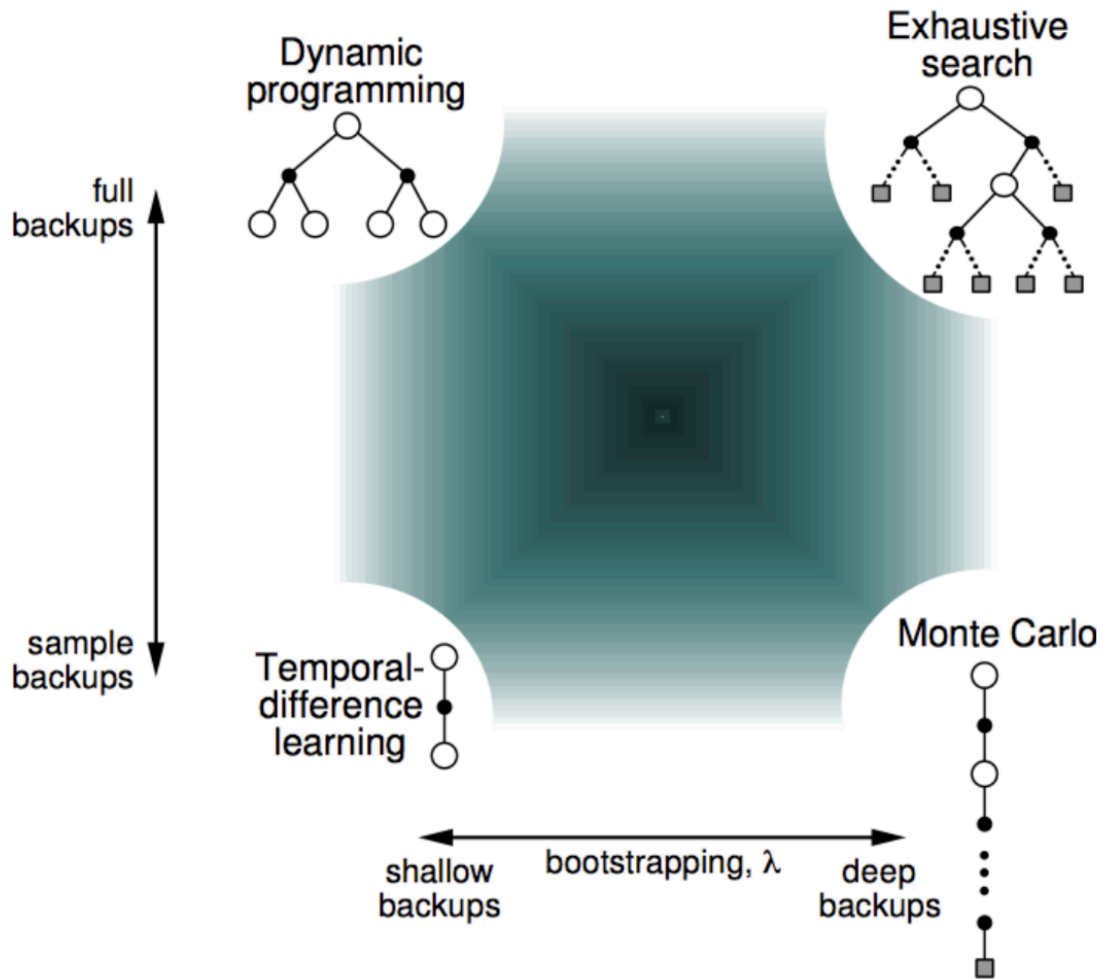 Dynamic
programming
Exhaustive
search
full
backups
sample
backups
Temporal-
difference
learning
Monte Carlo
bootstrapping, λ
shallow
backups
deep
backups